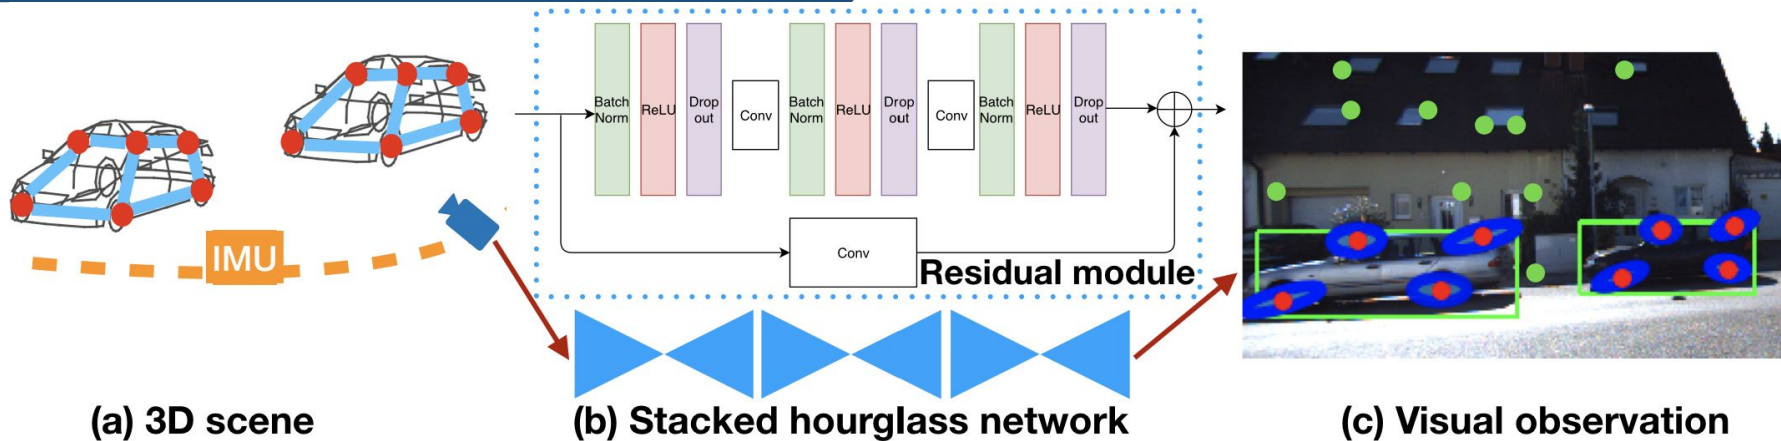 IMU
Batch
Norm
ReLU
Drop
out
Conv
Batch
Norm
ReLU
Drop
out
Conv
Batch
Norm
ReLU
Drop
out
Conv
Residual module
(a) 3D scene
(b) Stacked hourglass network
(c) Visual observation